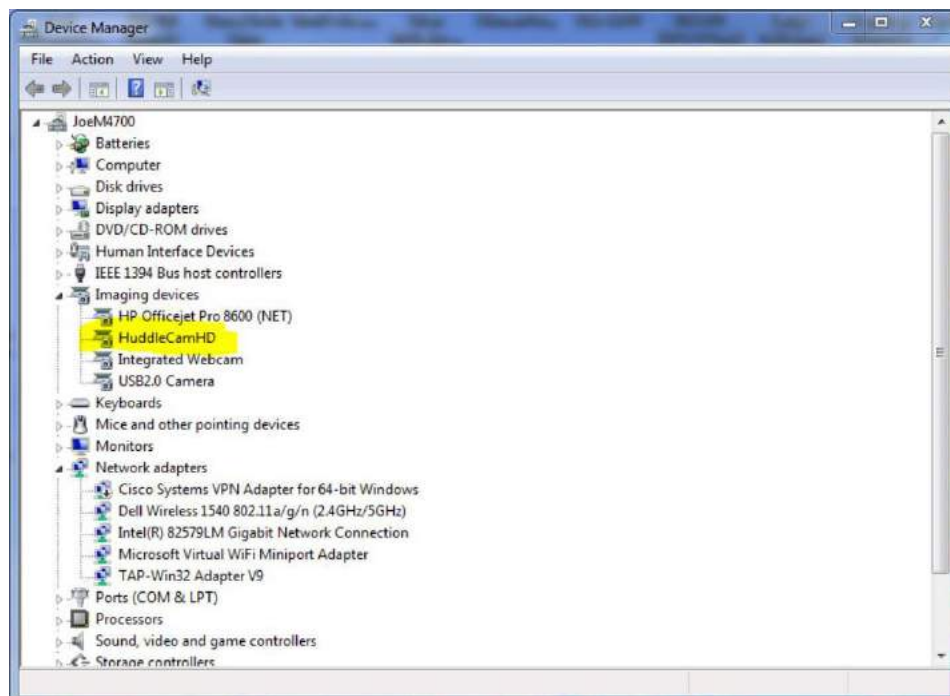 Device Manager
File Action View Help
JoeM4700
Batteries
Computer
Disk drives
Display adapters
DVD/CD-ROM drives
Human Interface Devices
IEEE 1394 Bus host controllers
Imaging devices
HP Officejet Pro 8600 (NET)
HuddleCamHD
Integrated Webcam
USB2.0 Camera
Keyboards
Mice and other pointing devices
Monitors
Network adapters
Cisco Systems VPN Adapter for 64-bit Windows
Dell Wireless 1540 802.11a/g/n (2.4GHz/5GHz)
Intel(R) 82579LM Gigabit Network Connection
Microsoft Virtual WiFi Miniport Adapter
TAP-Win32 Adapter V9
Ports (COM & LPT)
Processors
Sound, video and game controllers
Storage controllers